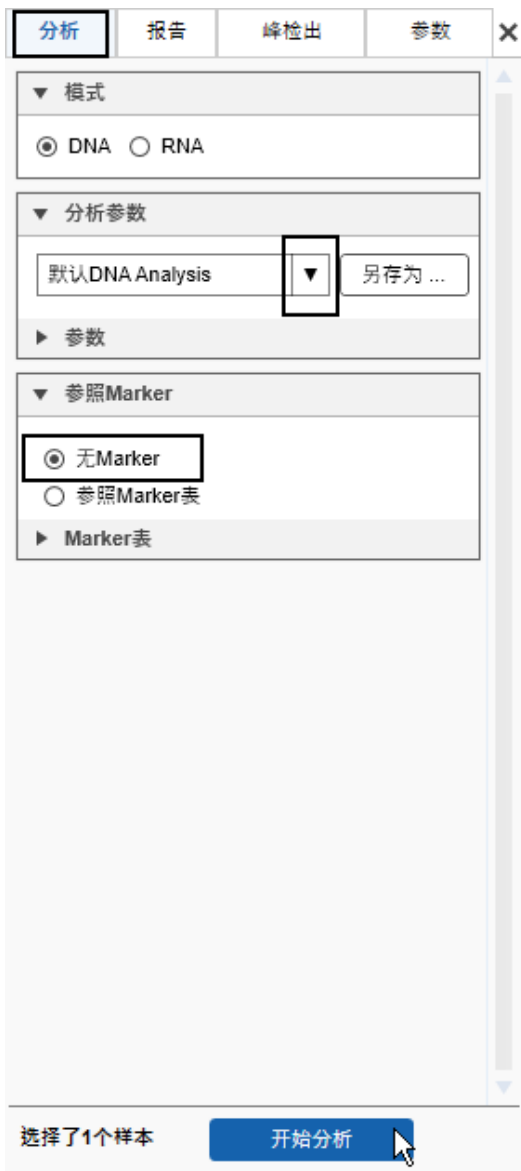 分析 报告 峰检出 参数
模式
DNA RNA
分析参数
默认DNA Analysis 另存为 ...
参数
参照Marker
无Marker
参照Marker表
Marker表
选择了1个样本 开始分析